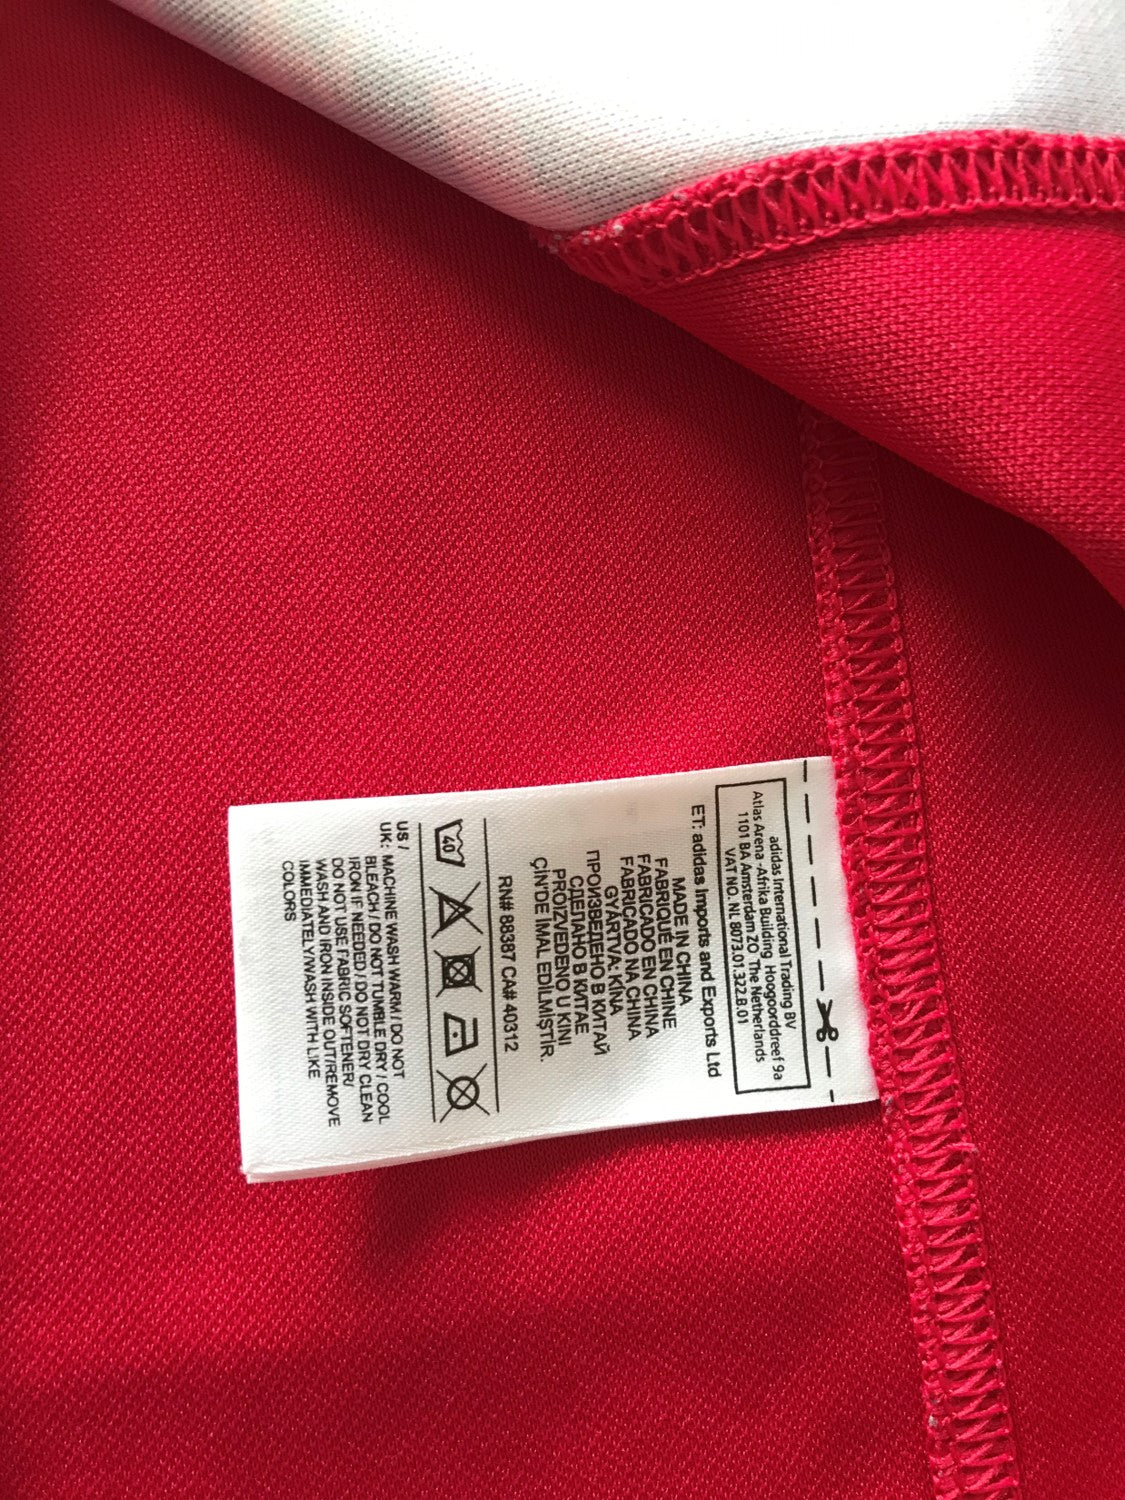 adidas International Trading BV
Atlas Arena -Afrika Building Hoogoorddreef 9a
1101 BA Amsterdam ZO The Netherlands
VAT NO. NL 8073.01.322.B.01
ET: adidas Imports and Exports Ltd
MADE IN CHINA
FABRIQUÉ EN CHINE
FABRICADO EN CHINA
FABRICADO NA CHINA
GYÁRTVA: KÍNA
ПРОИЗВЕДЕНО В КИТАЙ
СДЕЛАНО В КИТАЕ
PROIZVEDENO U KINI
ÇİN'DE İMAL EDİLMİŞTİR.
RN# 88387 CA# 40312
40
US /
UK: MACHINE WASH WARM / DO NOT
BLEACH / DO NOT TUMBLE DRY / COOL
IRON IF NEEDED / DO NOT DRY CLEAN
DO NOT USE FABRIC SOFTENER/
WASH AND IRON INSIDE OUT/REMOVE
IMMEDIATELY/WASH WITH LIKE
COLORS